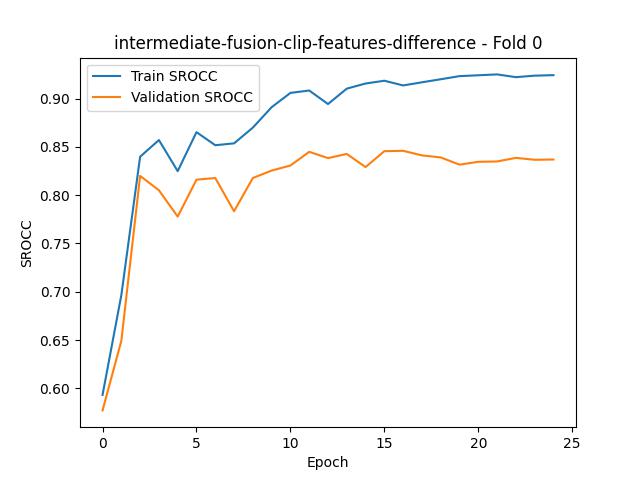 intermediate-fusion-clip-features-difference - Fold 0
Train SROCC
Validation SROCC
0.90
0.85
0.80
0.75
0.70
0.65
0.60
SROCC
0 5 10 15 20 25
Epoch